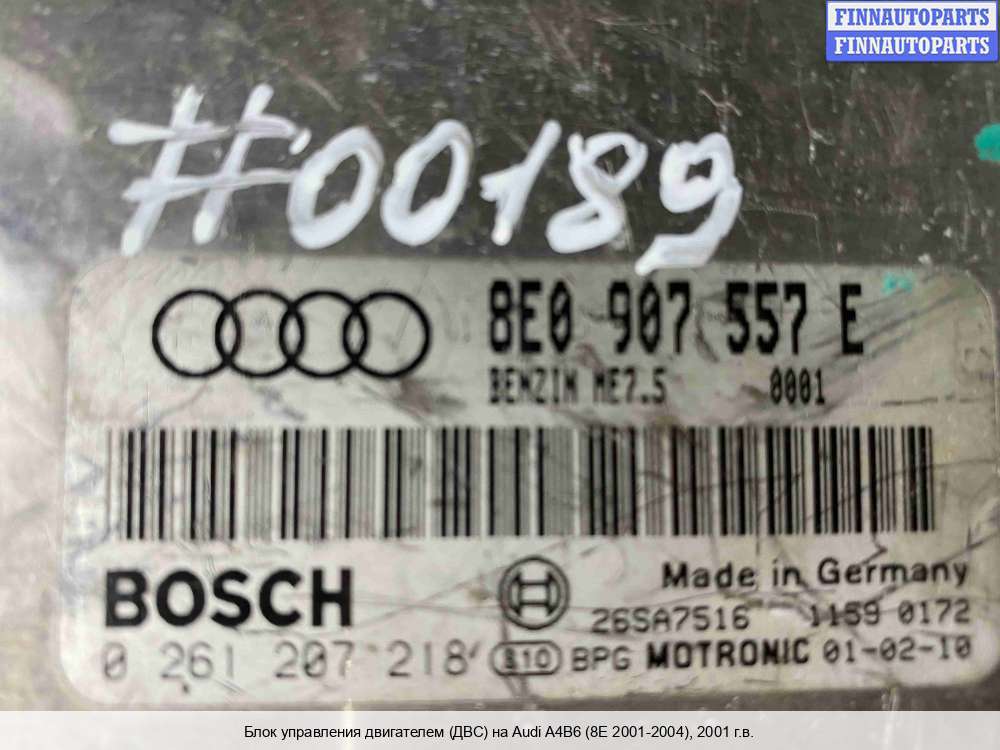 FINNAUTOPARTS
FINNAUTOPARTS
#00189
8E0 907 557 E
BENZIN ME7.5 0001
BOSCH
Made in Germany
26SA7516 1159 0172
0 261 207 218 S10 BPG MOTRONIC 01-02-10
Блок управления двигателем (ДВС) на Audi A4B6 (8E 2001-2004), 2001 г.в.